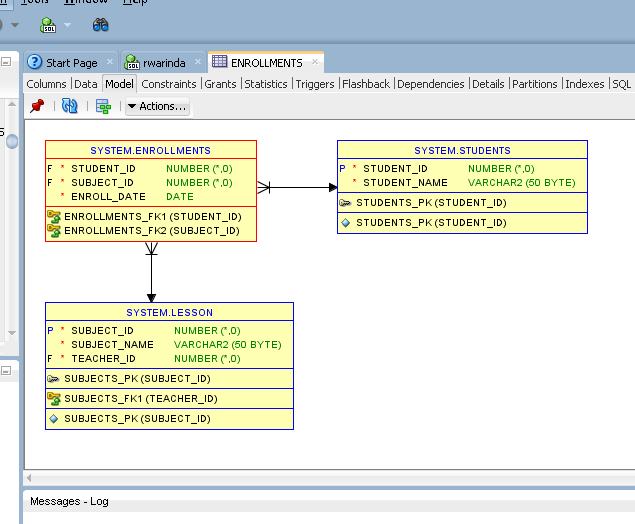 Tools Window Help
SQL
Start Page × SQL rwarinda × ENROLLMENTS ×
Columns Data Model Constraints Grants Statistics Triggers Flashback Dependencies Details Partitions Indexes SQL
Actions...
SYSTEM.ENROLLMENTS
F * STUDENT_ID NUMBER (*,0)
F * SUBJECT_ID NUMBER (*,0)
* ENROLL_DATE DATE
ENROLLMENTS_FK1 (STUDENT_ID)
ENROLLMENTS_FK2 (SUBJECT_ID)
SYSTEM.STUDENTS
P * STUDENT_ID NUMBER (*,0)
* STUDENT_NAME VARCHAR2 (50 BYTE)
STUDENTS_PK (STUDENT_ID)
STUDENTS_PK (STUDENT_ID)
SYSTEM.LESSON
P * SUBJECT_ID NUMBER (*,0)
* SUBJECT_NAME VARCHAR2 (50 BYTE)
F * TEACHER_ID NUMBER (*,0)
SUBJECTS_PK (SUBJECT_ID)
SUBJECTS_FK1 (TEACHER_ID)
SUBJECTS_PK (SUBJECT_ID)
Messages - Log